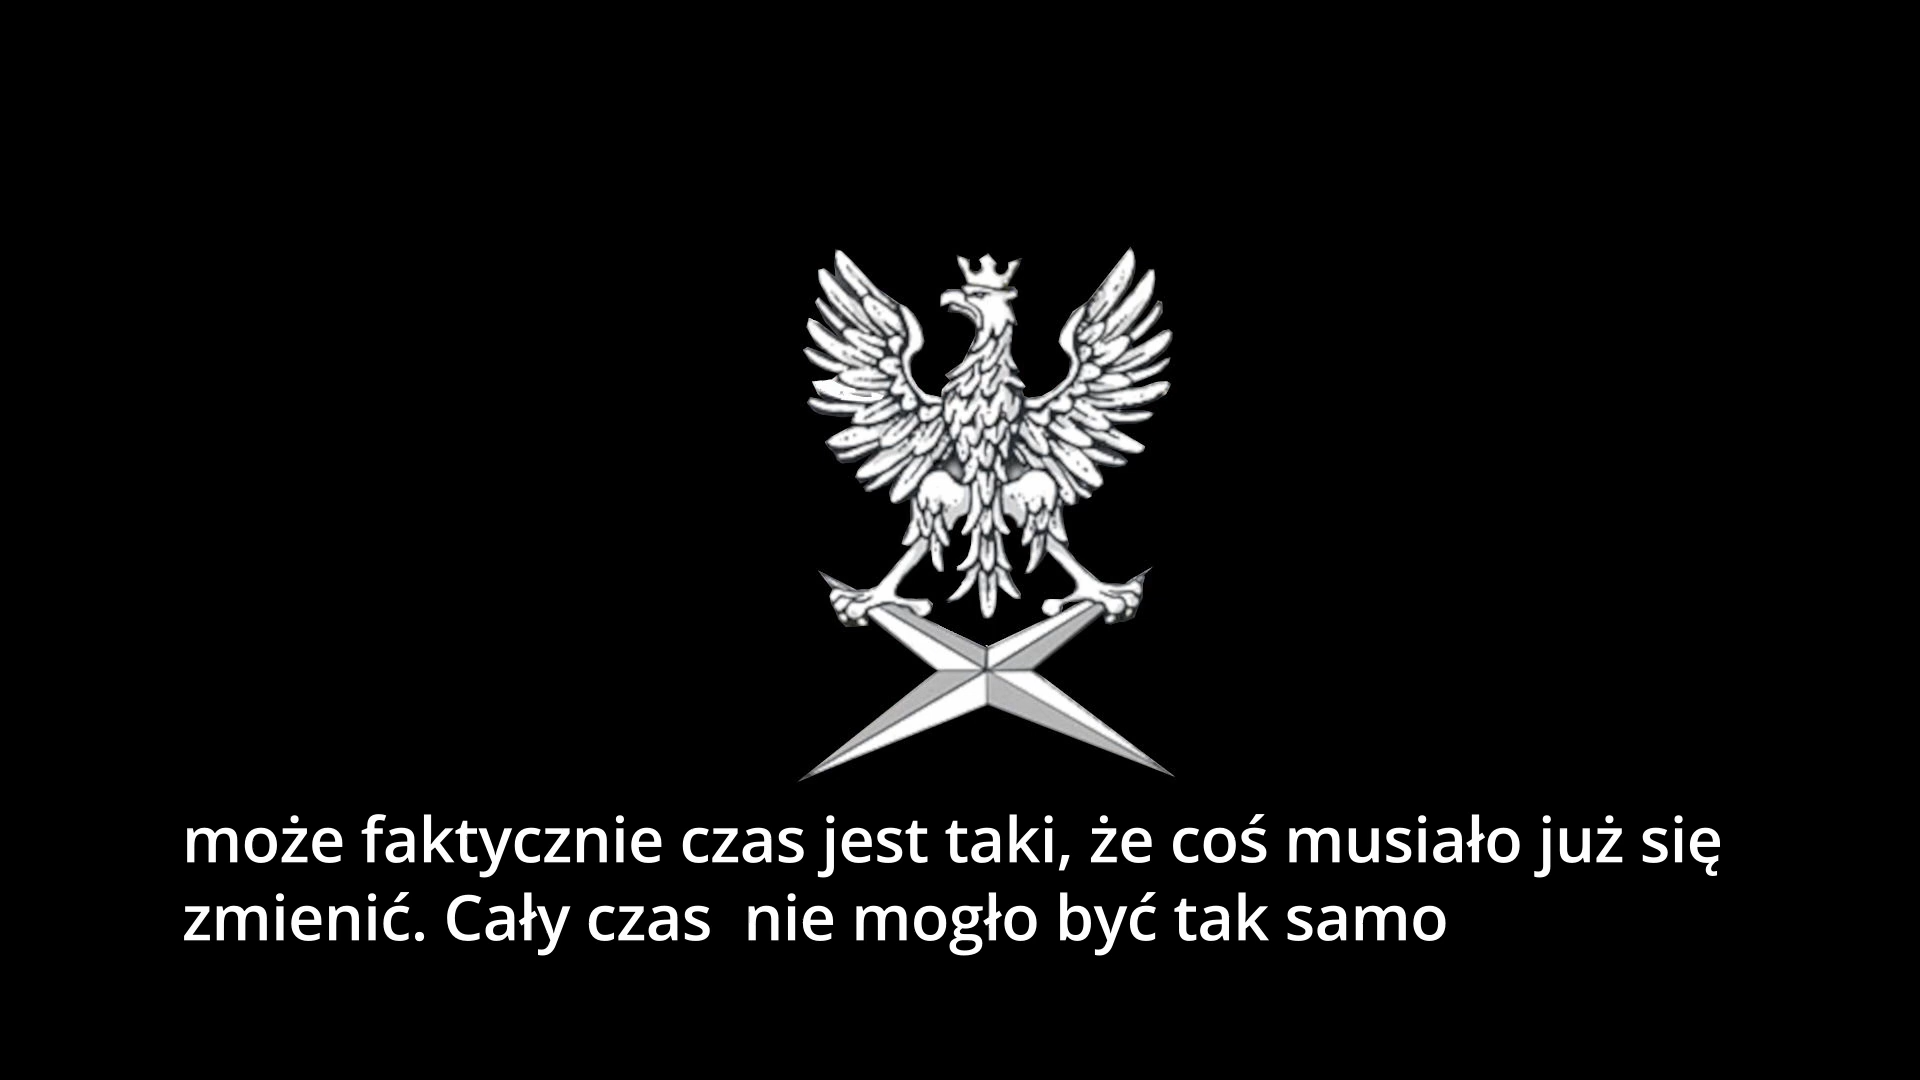 może faktycznie czas jest taki, że coś musiało już się
zmienić. Cały czas  nie mogło być tak samo